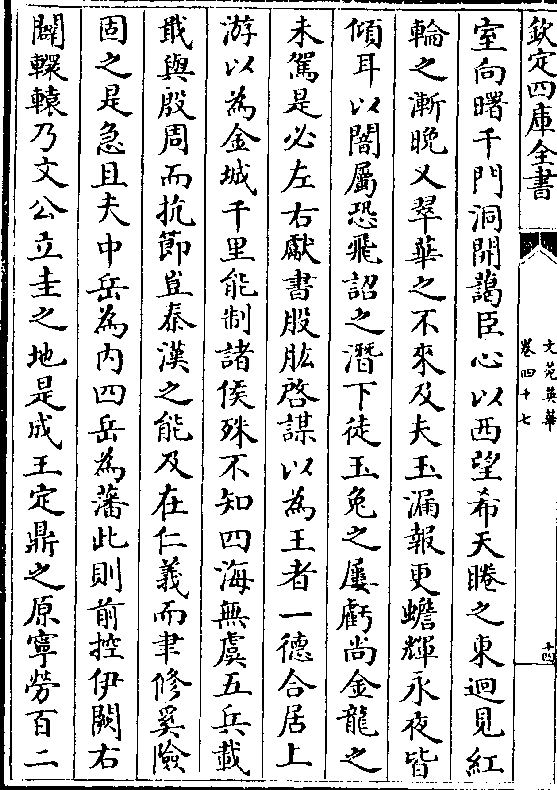 欽定四庫全書
文苑英華
卷四十七
十四
室向曙千門洞開藹臣心以西望希天睠之東迴見紅
輪之漸晚乂翠華之不來及夫玉漏報更蟾輝永夜皆
傾耳以闇屬恐飛詔之潛下徒玉兔之屢虧尚金龍之
未駕是必左右獻書股肱啓謀以為王者一德合居上
游以為金城千里能制諸侯殊不知四海無虞五兵載
戢與殷周而抗節豈秦漢之能及在仁義而聿修奚險
固之是急且夫中岳為內四岳為藩此則前控伊闕右
闢轘轅乃文公立圭之地是成王定鼎之原寧勞百二